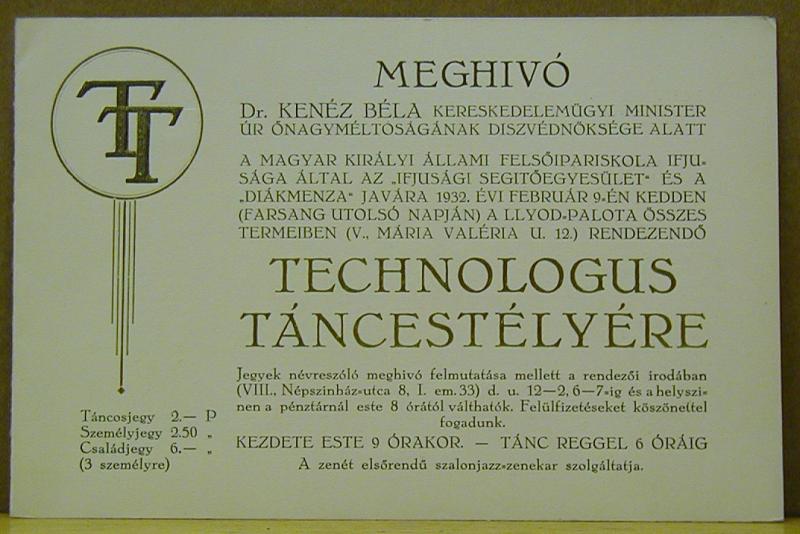 TT
MEGHIVÓ
Dr. KENÉZ BÉLA KERESKEDELEMÜGYI MINISTER
ÚR ŐNAGYMÉLTOSÁGÁNAK DISZVÉDNÖKSÉGE ALATT
A MAGYAR KIRÁLYI ÁLLAMI FELSŐIPARISKOLA IFJU-
SÁGA ÁLTAL AZ „IFJUSÁGI SEGITŐEGYESÜLET" ÉS A
„DIÁKMENZA" JAVÁRA 1932. ÉVI FEBRUÁR 9-ÉN KEDDEN
(FARSANG UTOLSÓ NAPJÁN) A LLYOD-PALOTA ÖSSZES
TERMEIBEN (V., MÁRIA VALÉRIA U. 12.) RENDEZENDŐ
TECHNOLOGUS
TÁNCESTÉLYÉRE
Jegyek névreszóló meghivó felmutatása mellett a rendezői irodában
(VIII., Népszinház-utca 8, I. em. 33) d. u. 12—2, 6—7-ig és a helyszi-
nen a pénztárnál este 8 órától válthatók. Felülfizetéseket köszönettel
fogadunk.
KEZDETE ESTE 9 ÓRAKOR. — TÁNC REGGEL 6 ÓRÁIG
A zenét elsőrendű szalonjazz-zenekar szolgáltatja.
Táncosjegy 2.— P
Személyjegy 2.50 „
Családjegy 6.— „
(3 személyre)